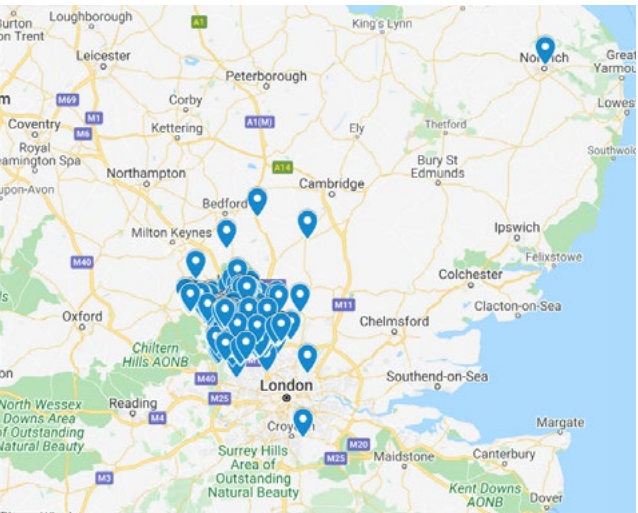 Loughborough
A1
King's Lynn
Burton
on Trent
Leicester
Norwich
Great
Yarmou
Peterborough
M69
Corby
Lowes
M1
Coventry
M6
Kettering
A1(M)
Ely
Thetford
Royal
eamington Spa
A14
Southwol
Northampton
Bury St
Edmunds
upon-Avon
Cambridge
Bedford
Milton Keynes
Ipswich
M40
Felixstowe
Colchester
M11
Clacton-on-Sea
Oxford
Chelmsford
Chiltern
Hills AONB
M40
London
Southend-on-Sea
M25
Reading
North Wessex
Downs Area
of Outstanding
Natural Beauty
M4
Croydon
Margate
M20
Surrey Hills
Area of
Outstanding
Natural Beauty
M25
Maidstone
Canterbury
M3
Kent Downs
AONB
Dover